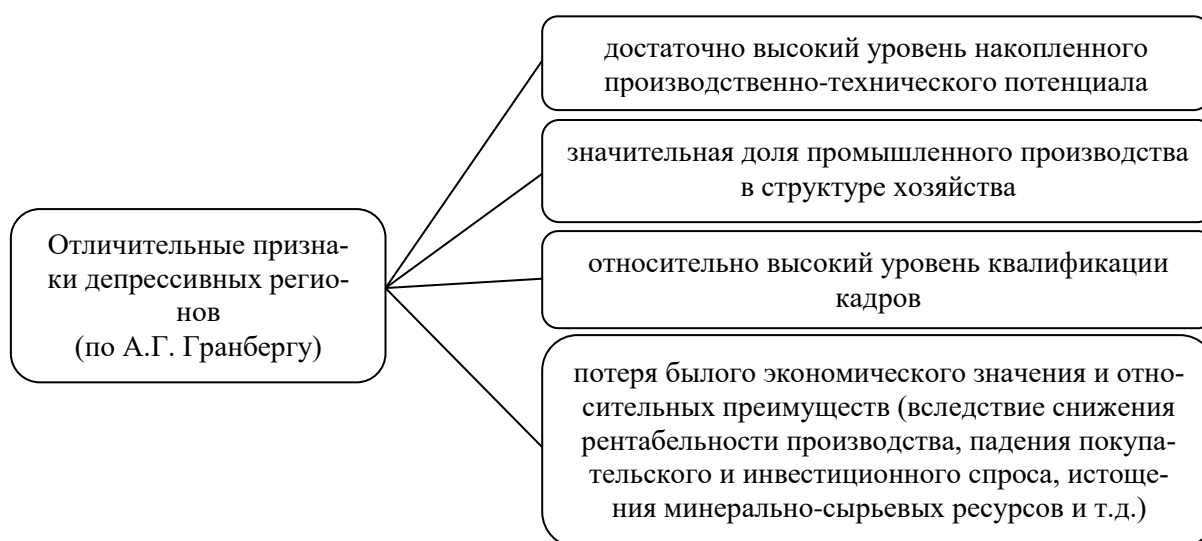 Отличительные призна-
ки депрессивных регио-
нов
(по А.Г. Гранбергу)
достаточно высокий уровень накопленного
производственно-технического потенциала
значительная доля промышленного производства
в структуре хозяйства
относительно высокий уровень квалификации
кадров
потеря былого экономического значения и отно-
сительных преимуществ (вследствие снижения
рентабельности производства, падения покупа-
тельского и инвестиционного спроса, истоще-
ния минерально-сырьевых ресурсов и т.д.)